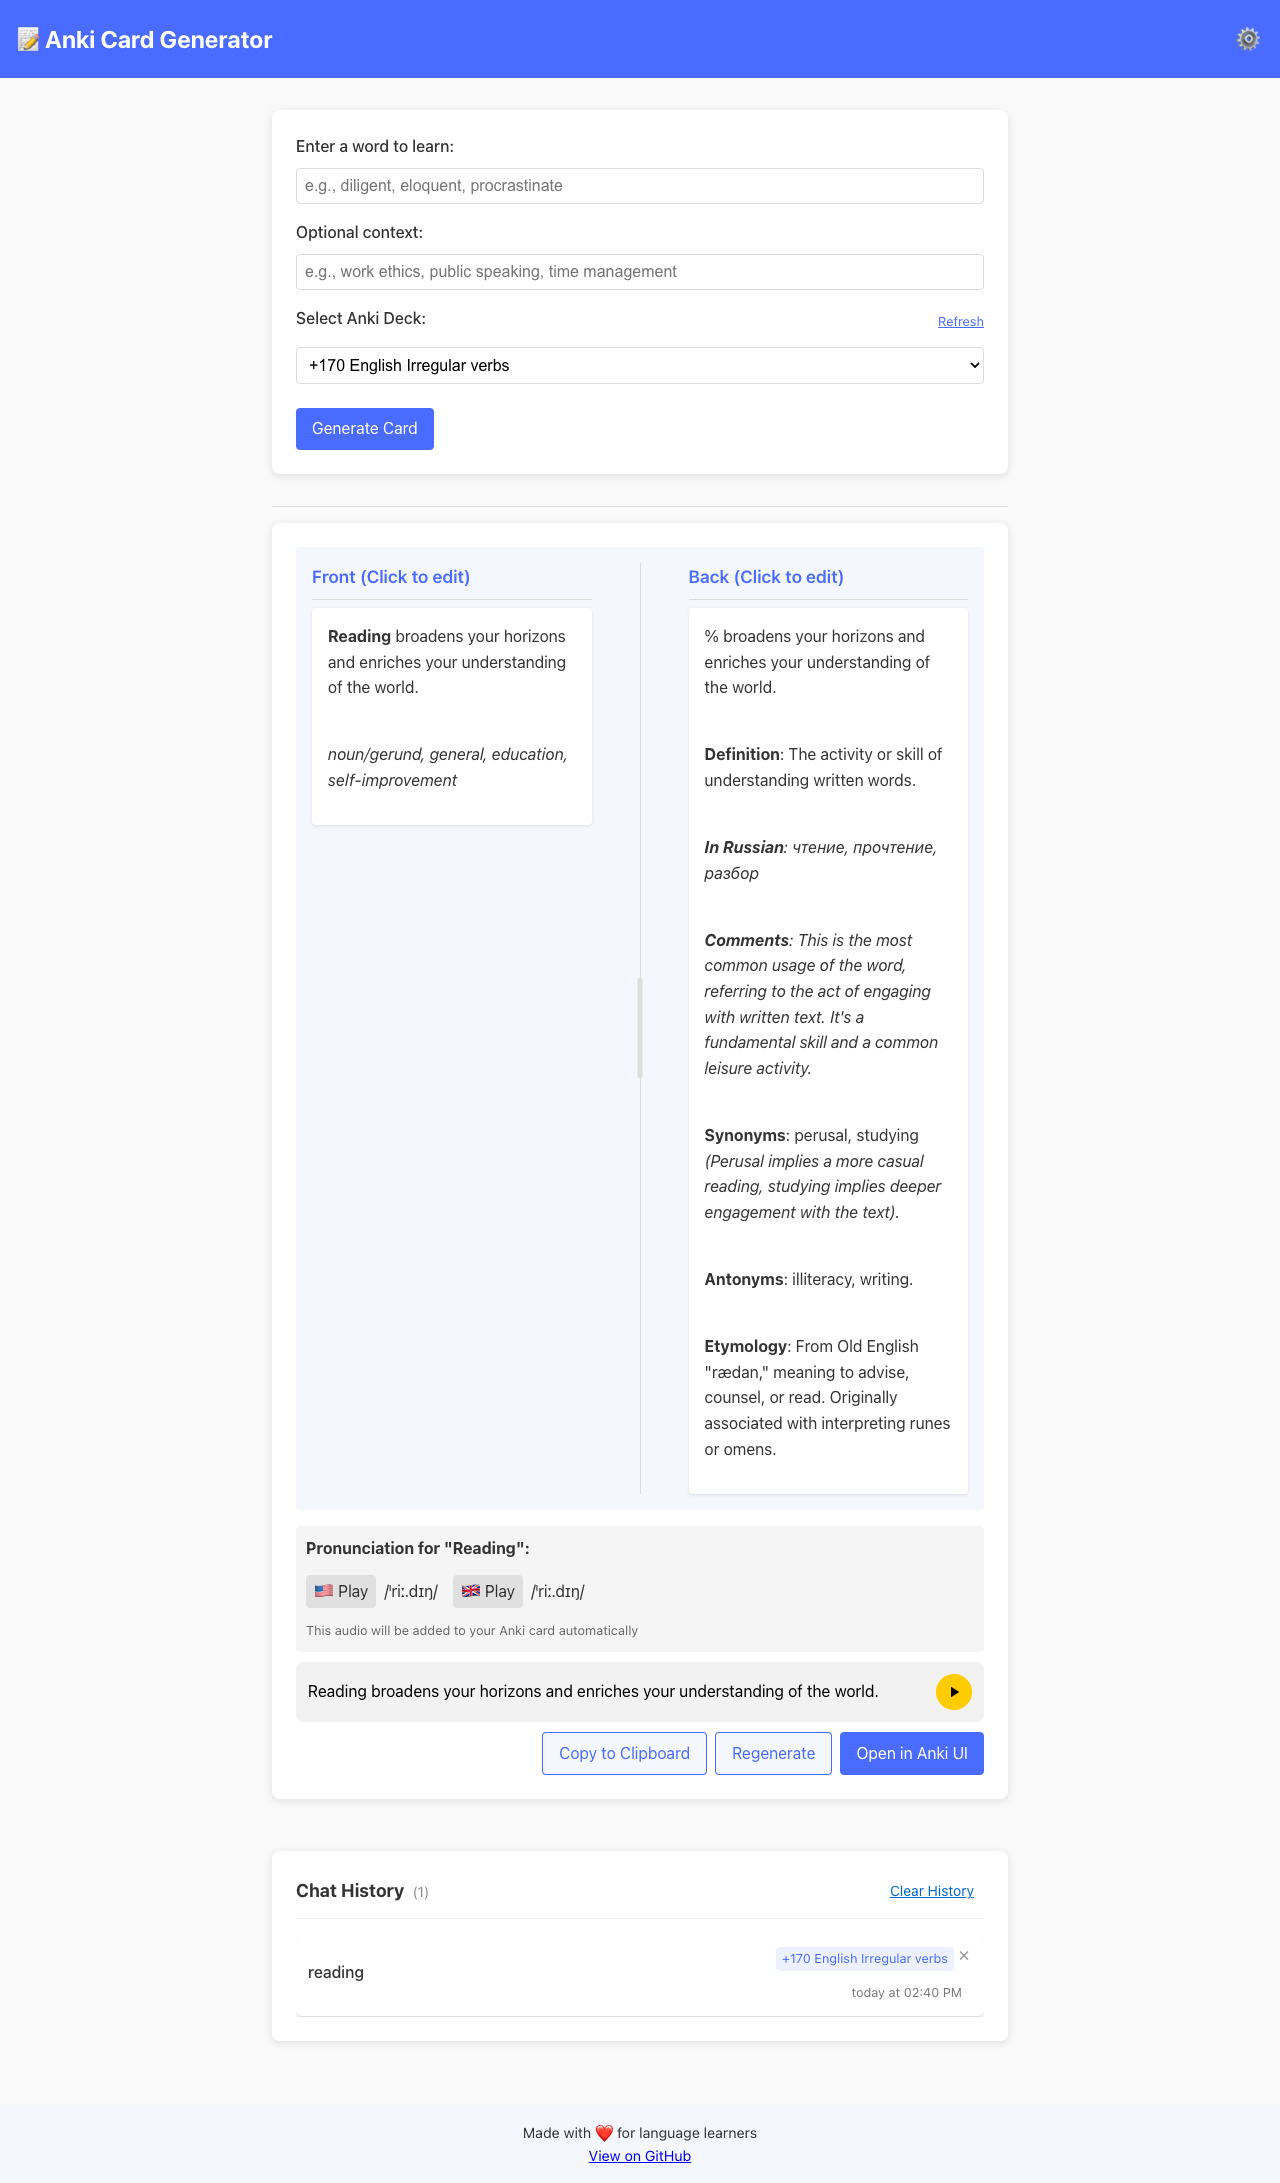 📝 Anki Card Generator
⚙️
Enter a word to learn:
e.g., diligent, eloquent, procrastinate
Optional context:
e.g., work ethics, public speaking, time management
Select Anki Deck:
Refresh
+170 English Irregular verbs
Generate Card
Front (Click to edit)
Reading broadens your horizons
and enriches your understanding
of the world.
noun/gerund, general, education,
self-improvement
Back (Click to edit)
% broadens your horizons and
enriches your understanding of
the world.
Definition: The activity or skill of
understanding written words.
In Russian: чтение, прочтение,
разбор
Comments: This is the most
common usage of the word,
referring to the act of engaging
with written text. It's a
fundamental skill and a common
leisure activity.
Synonyms: perusal, studying
(Perusal implies a more casual
reading, studying implies deeper
engagement with the text).
Antonyms: illiteracy, writing.
Etymology: From Old English
"rædan," meaning to advise,
counsel, or read. Originally
associated with interpreting runes
or omens.
Pronunciation for "Reading":
🇺🇸 Play /ˈriː.dɪŋ/ 🇬🇧 Play /ˈriː.dɪŋ/
This audio will be added to your Anki card automatically
Reading broadens your horizons and enriches your understanding of the world.
Copy to Clipboard
Regenerate
Open in Anki UI
Chat History (1)
Clear History
reading
+170 English Irregular verbs ×
today at 02:40 PM
Made with ❤️ for language learners
View on GitHub